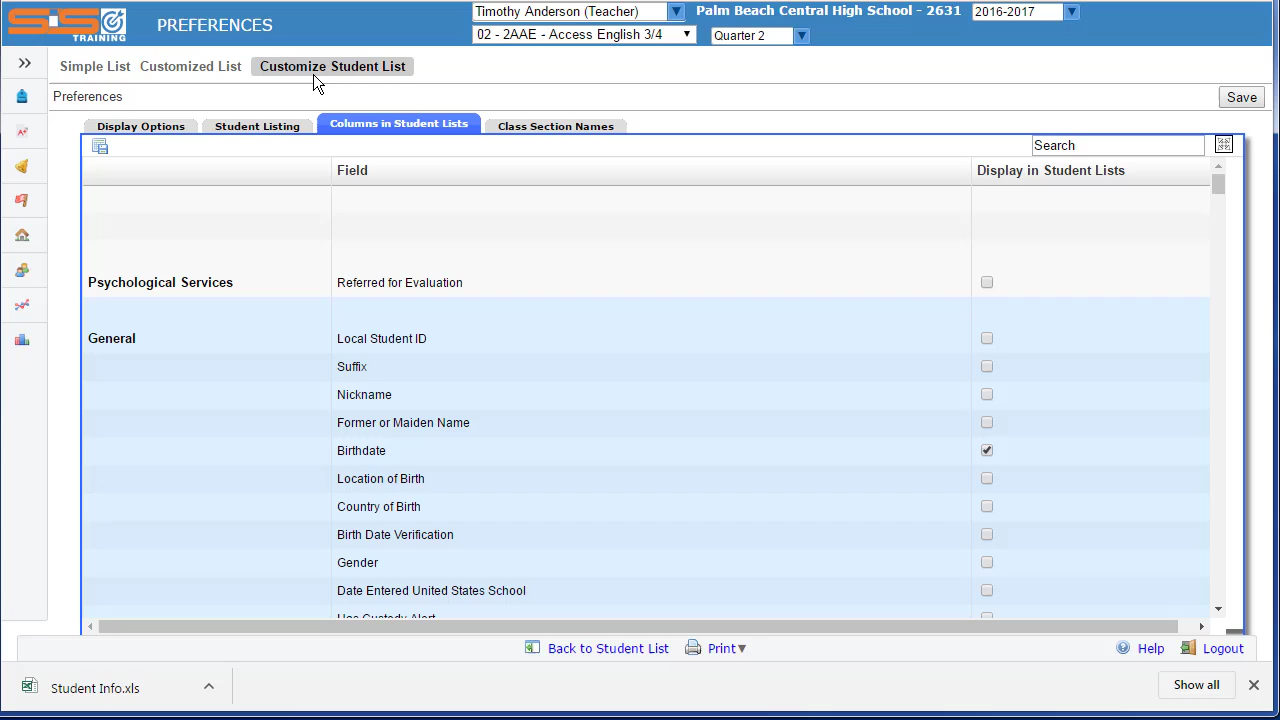 SIS
TRAINING
PREFERENCES
Timothy Anderson (Teacher)
Palm Beach Central High School - 2631
2016-2017
02 - 2AAE - Access English 3/4
Quarter 2
Simple List
Customized List
Customize Student List
Preferences
Save
Display Options
Student Listing
Columns in Student Lists
Class Section Names
Search
Field
Display in Student Lists
Psychological Services
Referred for Evaluation
General
Local Student ID
Suffix
Nickname
Former or Maiden Name
Birthdate
Location of Birth
Country of Birth
Birth Date Verification
Gender
Date Entered United States School
Has Custody Alert
Back to Student List
Print
Help
Logout
Student Info.xls
Show all